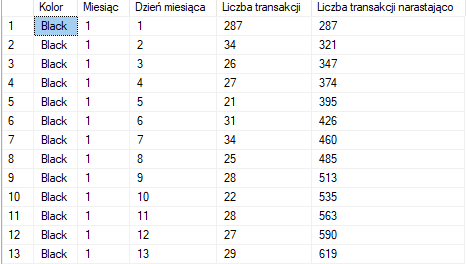 Kolor Miesiąc Dzień miesiąca Liczba transakcji Liczba transakcji narastająco
1 Black 1 1 287 287
2 Black 1 2 34 321
3 Black 1 3 26 347
4 Black 1 4 27 374
5 Black 1 5 21 395
6 Black 1 6 31 426
7 Black 1 7 34 460
8 Black 1 8 25 485
9 Black 1 9 28 513
10 Black 1 10 22 535
11 Black 1 11 28 563
12 Black 1 12 27 590
13 Black 1 13 29 619